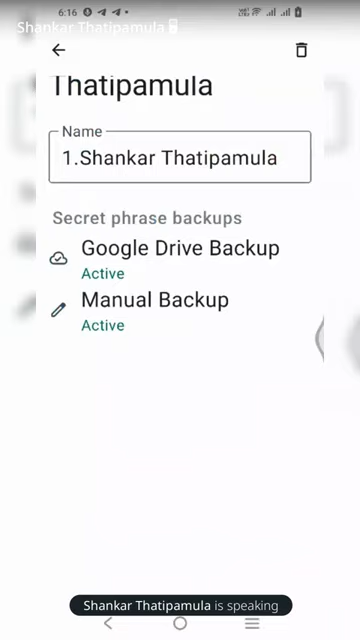 6:16
Shankar Thatipamula
Thatipamula
Name
1.Shankar Thatipamula
Secret phrase backups
Google Drive Backup
Active
Manual Backup
Active
Shankar Thatipamula is speaking